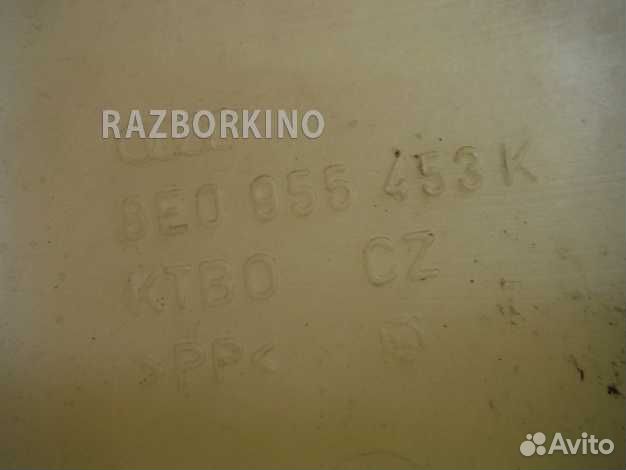 RAZBORKINO
8E0 955 453 K
KTBO CZ
>PP<
Avito